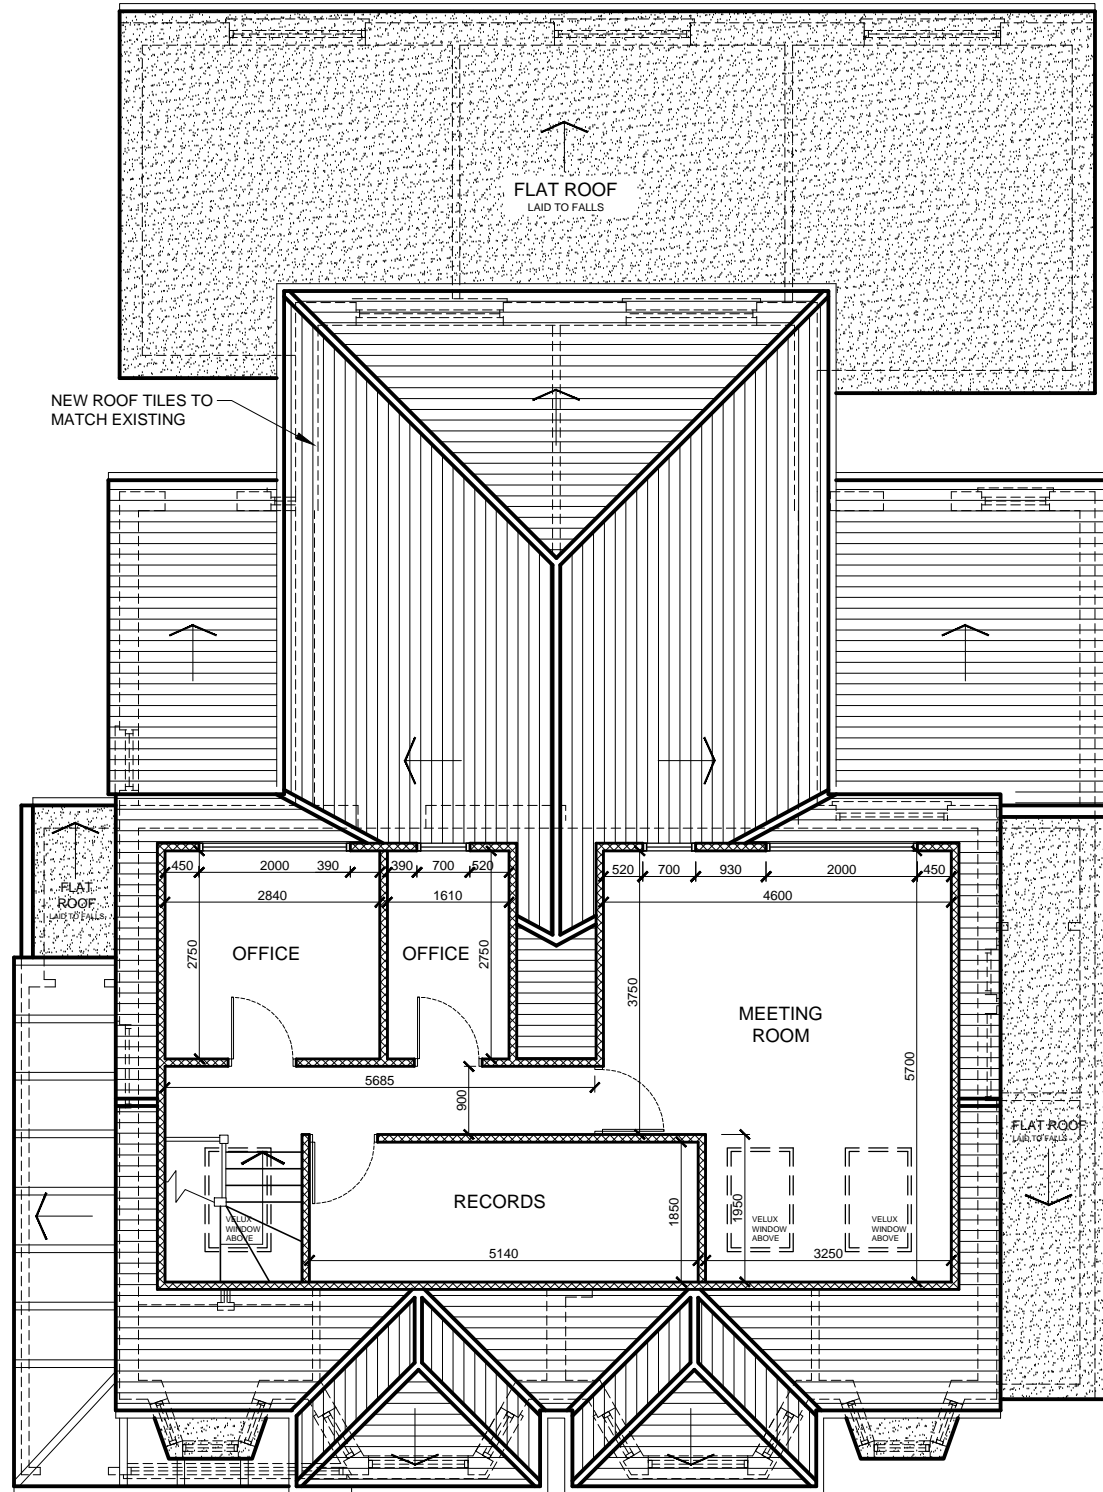 FLAT ROOF
LAID TO FALLS
NEW ROOF TILES TO
MATCH EXISTING
450
2000
390
390
700
520
520
700
930
2000
450
2840
1610
4600
FLAT
ROOF
LAID TO FALLS
2750
OFFICE
OFFICE
2750
3750
MEETING
ROOM
5700
5685
900
FLAT ROOF
LAID TO FALLS
RECORDS
1850
1950
VELUX
WINDOW
ABOVE
VELUX
WINDOW
ABOVE
VELUX
WINDOW
ABOVE
5140
3250